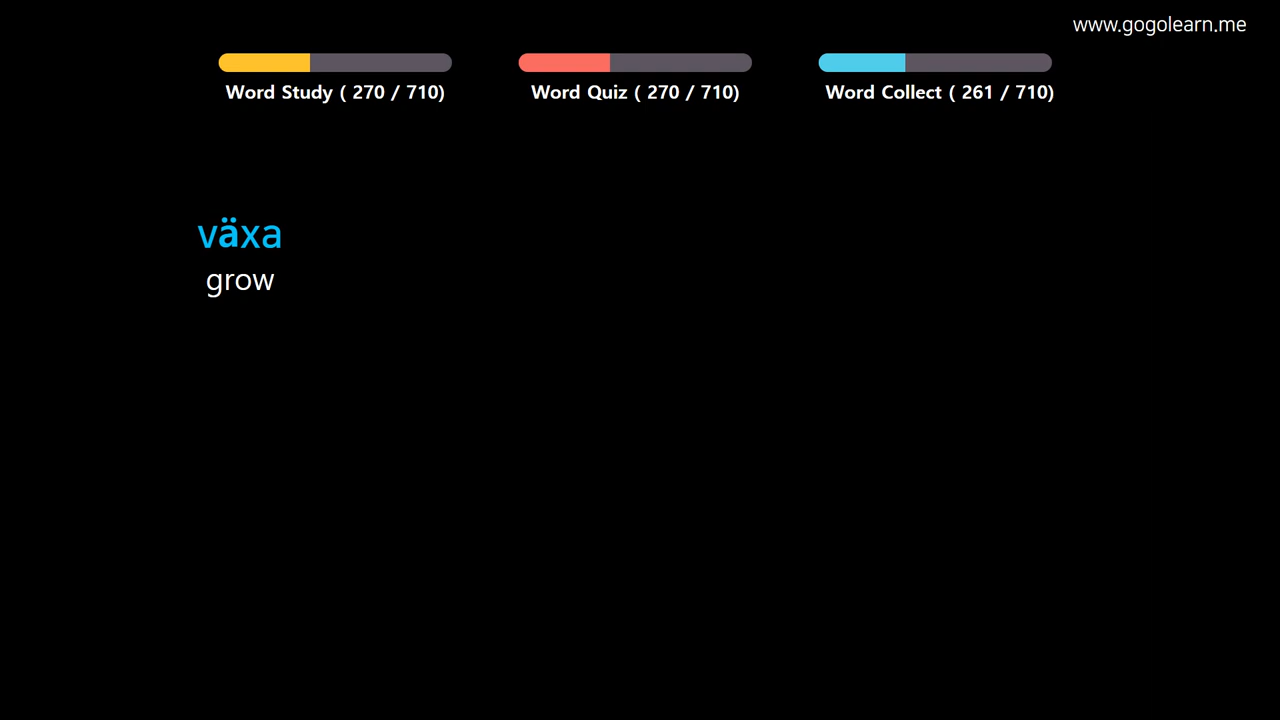 www.gogolearn.me
Word Study ( 270 / 710)
Word Quiz ( 270 / 710)
Word Collect ( 261 / 710)
växa
grow